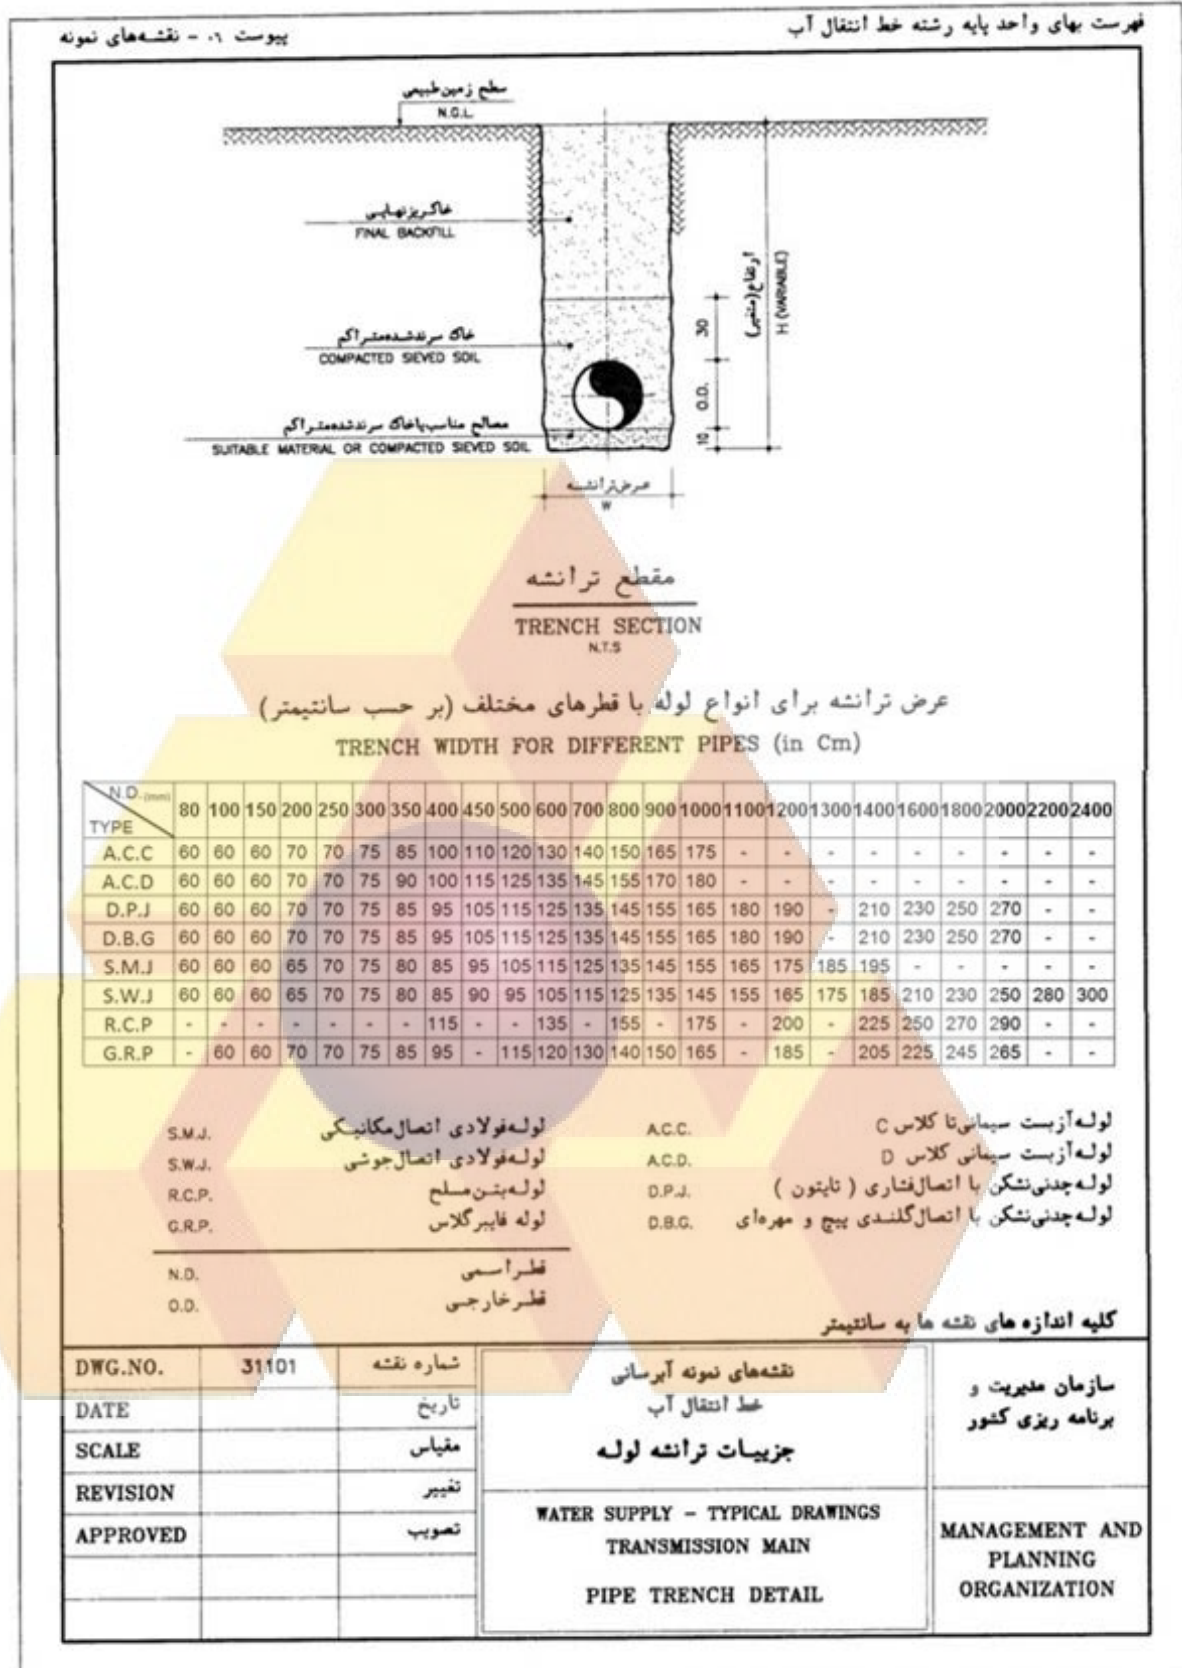 فهرست بهای واحد پایه رشته خط انتقال آب
پیوست ۰۶ - نقشه‌های نمونه
سطح زمین طبیعی
N.G.L.
خاکریز نهایی
FINAL BACKFILL
خاک سرند شده متراکم
COMPACTED SIEVED SOIL
مصالح مناسب یا خاک سرند شده متراکم
SUITABLE MATERIAL OR COMPACTED SIEVED SOIL
30
O.D.
10
ارتفاع (متغیر)
H (VARIABLE)
عرض ترانشه
W
مقطع ترانشه
TRENCH SECTION
N.T.S
عرض ترانشه برای انواع لوله با قطرهای مختلف (بر حسب سانتیمتر)
TRENCH WIDTH FOR DIFFERENT PIPES (in Cm)
N.D. (mm) TYPE 80 100 150 200 250 300 350 400 450 500 600 700 800 900 1000 1100 1200 1300 1400 1600 1800 2000 2200 2400
A.C.C 60 60 60 70 70 75 85 100 110 120 130 140 150 165 175 - - - - - - - - -
A.C.D 60 60 60 70 70 75 90 100 115 125 135 145 155 170 180 - - - - - - - - -
D.P.J 60 60 60 70 70 75 85 95 105 115 125 135 145 155 165 180 190 - 210 230 250 270 - -
D.B.G 60 60 60 70 70 75 85 95 105 115 125 135 145 155 165 180 190 - 210 230 250 270 - -
S.M.J 60 60 60 65 70 75 80 85 95 105 115 125 135 145 155 165 175 185 195 - - - - -
S.W.J 60 60 60 65 70 75 80 85 90 95 105 115 125 135 145 155 165 175 185 210 230 250 280 300
R.C.P - - - - - - - 115 - - 135 - 155 - 175 - 200 - 225 250 270 290 - -
G.R.P - 60 60 70 70 75 85 95 - 115 120 130 140 150 165 - 185 - 205 225 245 265 - -
لوله آزبست سیمانی تا کلاس C A.C.C.
لوله آزبست سیمانی کلاس D A.C.D.
لوله چدنی نشکن با اتصال فشاری ( تایتون ) D.P.J.
لوله چدنی نشکن با اتصال گلندی پیچ و مهره‌ای D.B.G.
لوله فولادی اتصال مکانیکی S.M.J.
لوله فولادی اتصال جوشی S.W.J.
لوله بتن مسلح R.C.P.
لوله فایبر گلاس G.R.P.
قطر اسمی N.D.
قطر خارجی O.D.
کلیه اندازه های نقشه ها به سانتیمتر
سازمان مدیریت و
برنامه ریزی کشور
MANAGEMENT AND
PLANNING
ORGANIZATION
نقشه‌های نمونه آبرسانی
خط انتقال آب
جزییات ترانشه لوله
WATER SUPPLY - TYPICAL DRAWINGS
TRANSMISSION MAIN
PIPE TRENCH DETAIL
DWG.NO. 31101 شماره نقشه
DATE تاریخ
SCALE مقیاس
REVISION تغییر
APPROVED تصویب